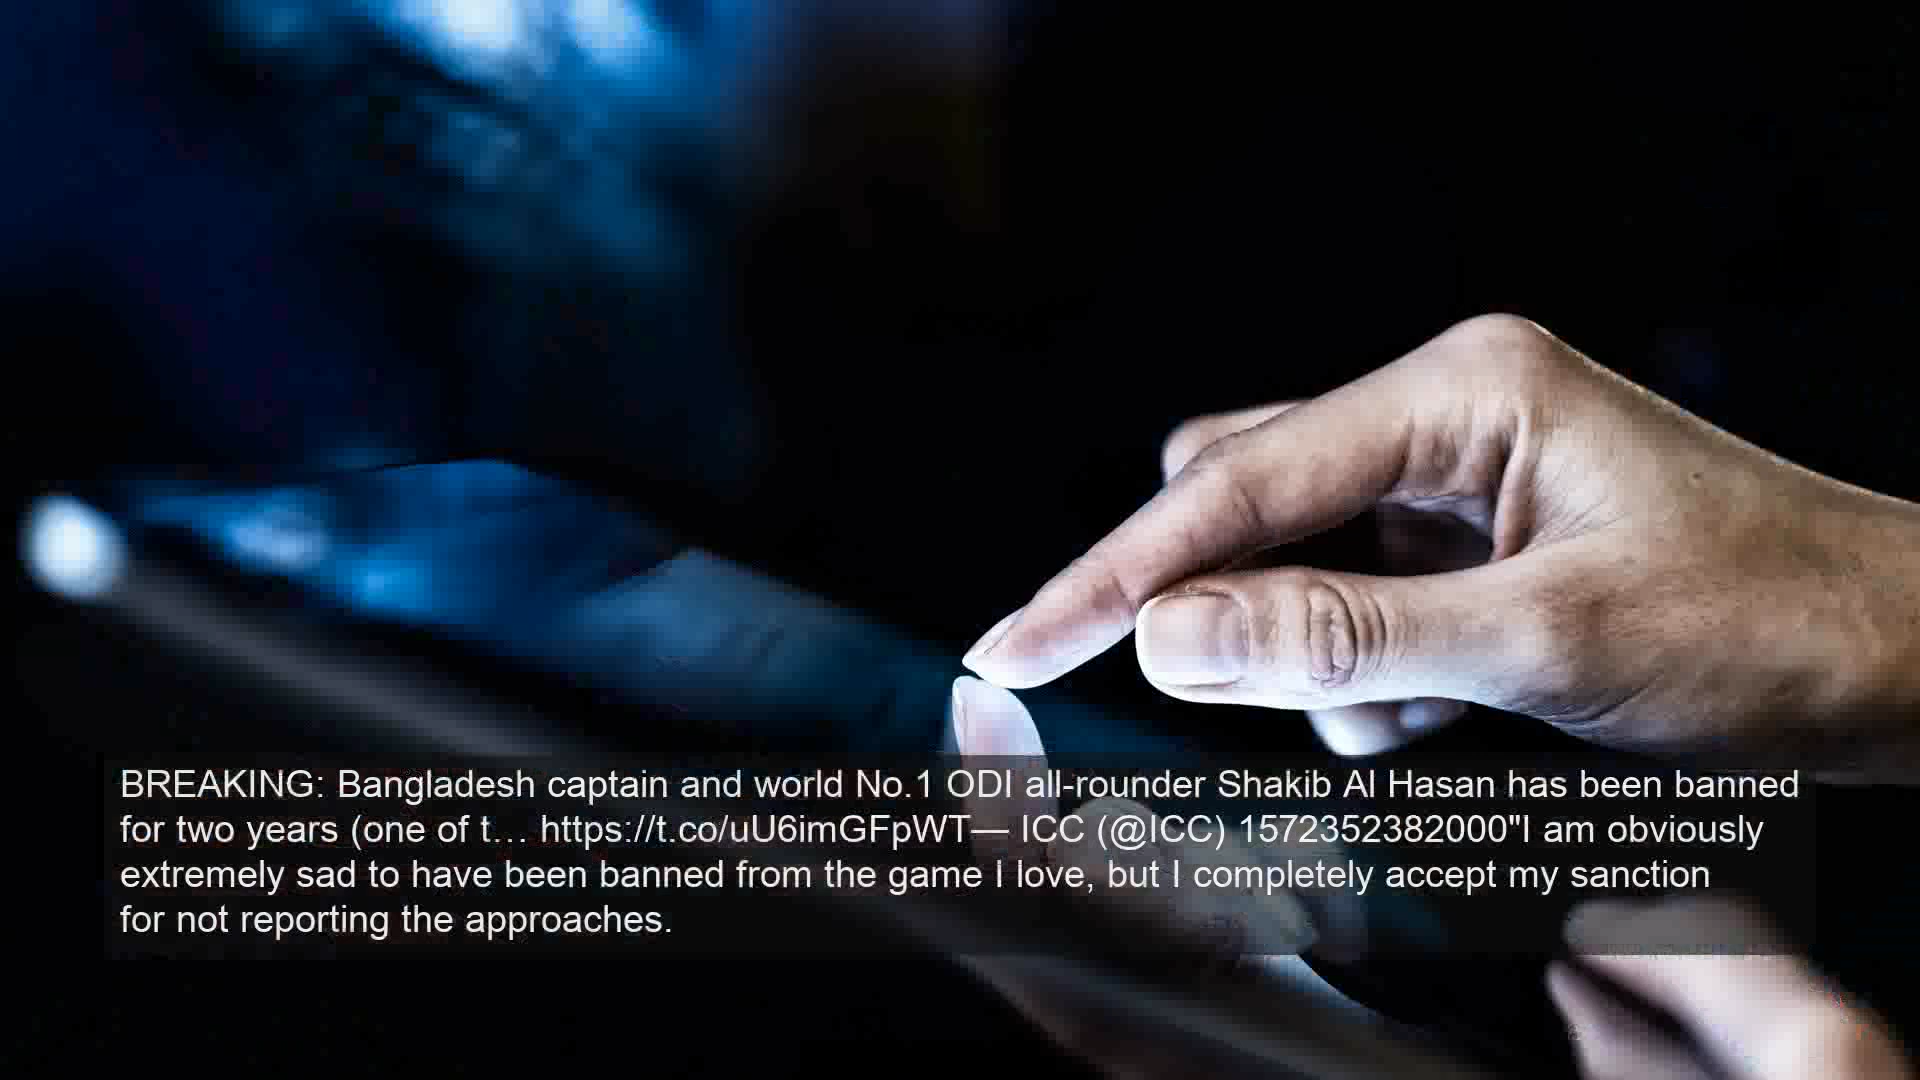 BREAKING: Bangladesh captain and world No.1 ODI all-rounder Shakib Al Hasan has been banned
for two years (one of t… https://t.co/uU6imGFpWT— ICC (@ICC) 1572352382000"I am obviously
extremely sad to have been banned from the game I love, but I completely accept my sanction
for not reporting the approaches.